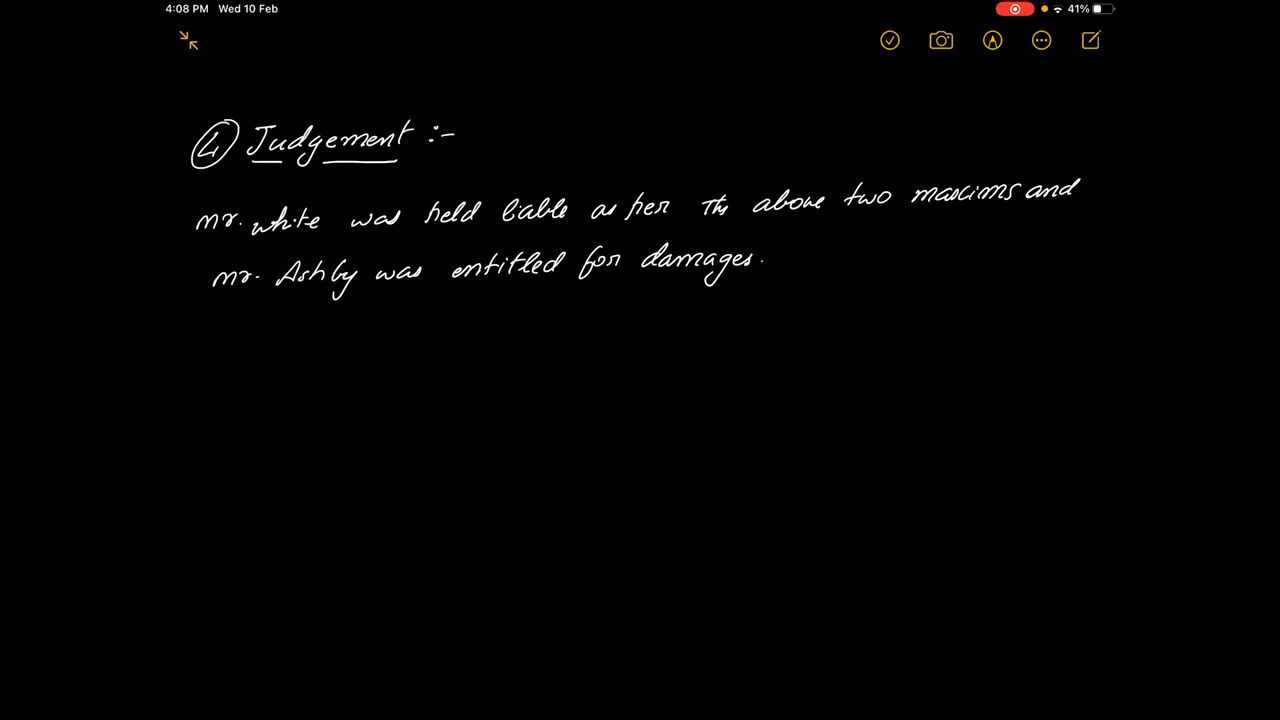 4:08 PM Wed 10 Feb 41%
4 Judgement :-
mr. white was held liable as per the above two maxims and
mr. Ashby was entitled for damages.